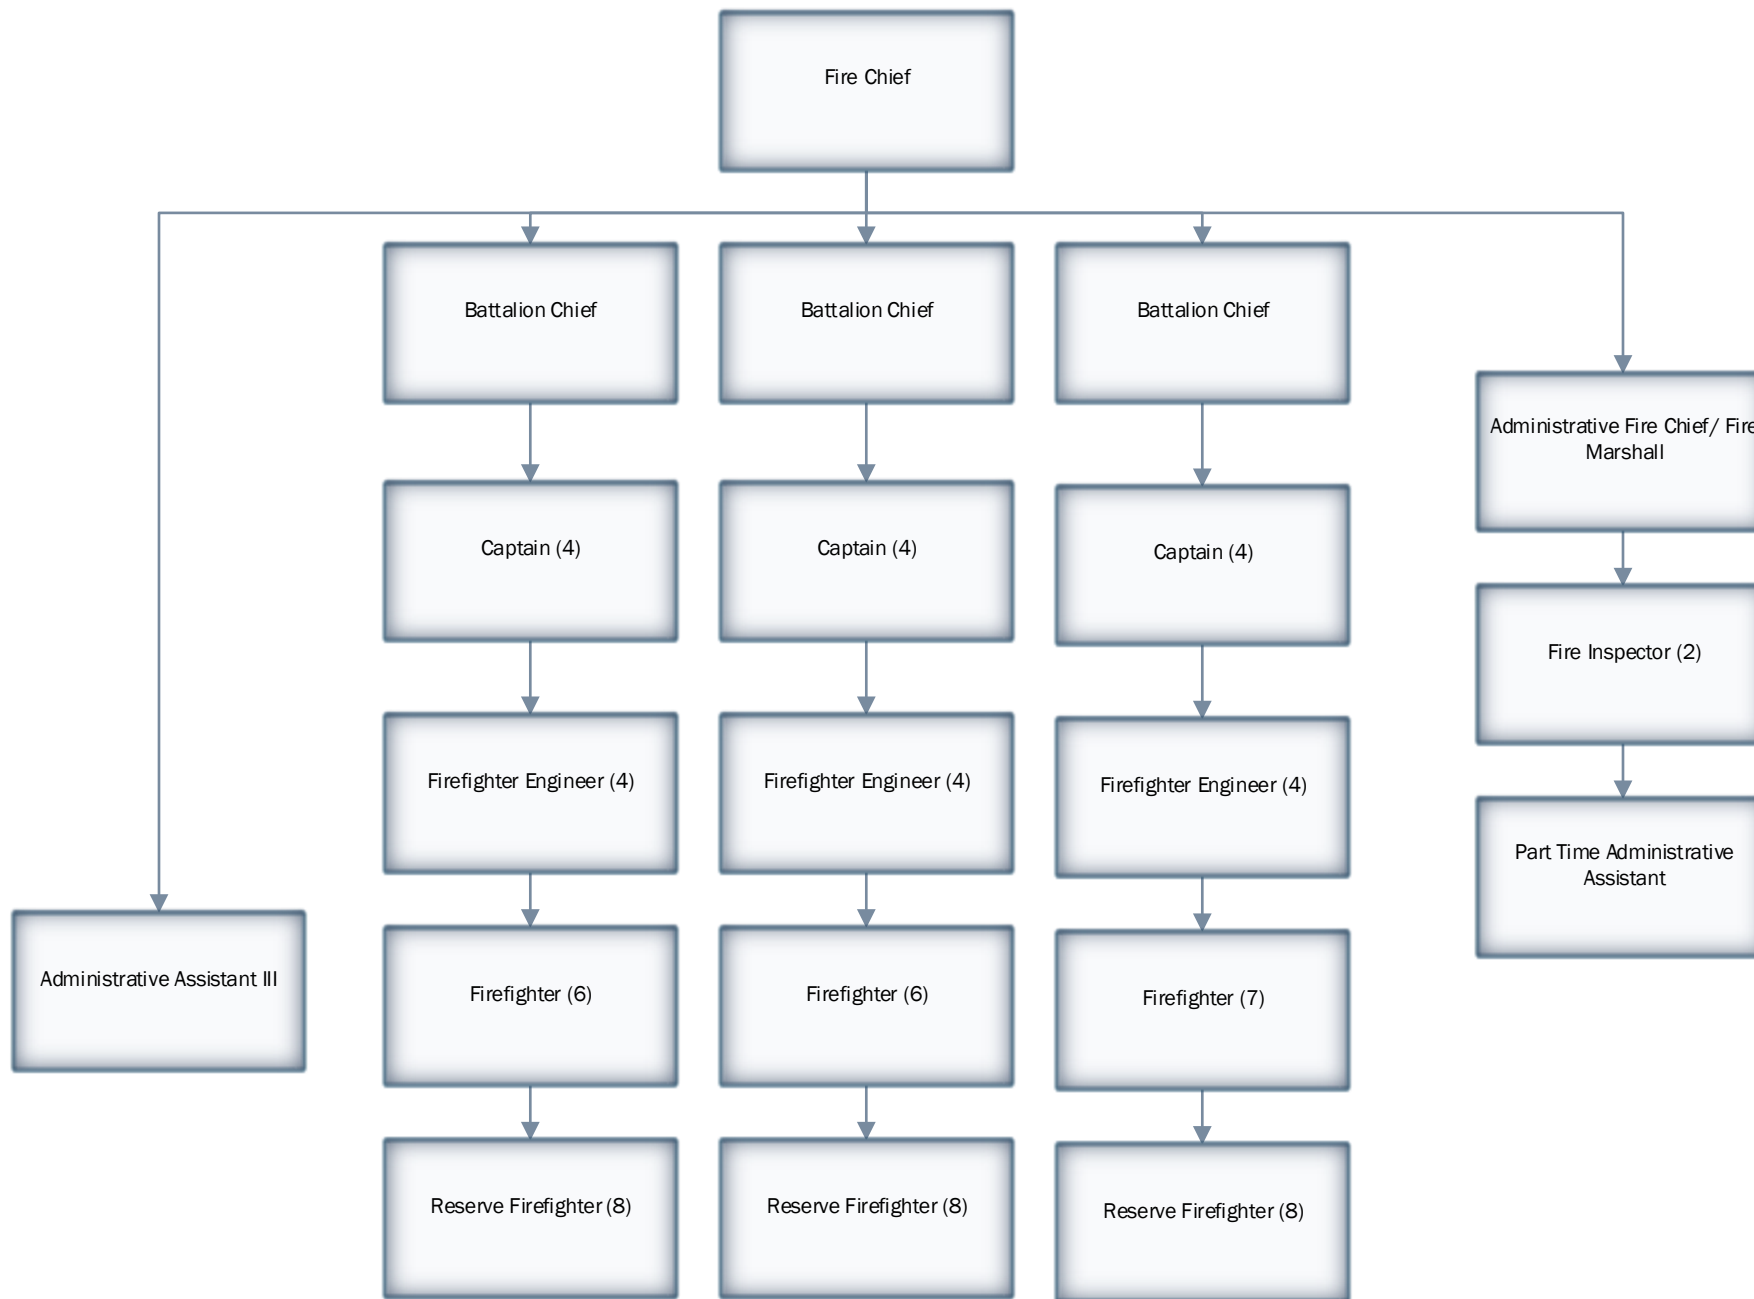 Fire Chief
Battalion Chief
Battalion Chief
Battalion Chief
Administrative Fire Chief/ Fire
Marshall
Captain (4)
Captain (4)
Captain (4)
Fire Inspector (2)
Firefighter Engineer (4)
Firefighter Engineer (4)
Firefighter Engineer (4)
Part Time Administrative
Assistant
Administrative Assistant III
Firefighter (6)
Firefighter (6)
Firefighter (7)
Reserve Firefighter (8)
Reserve Firefighter (8)
Reserve Firefighter (8)